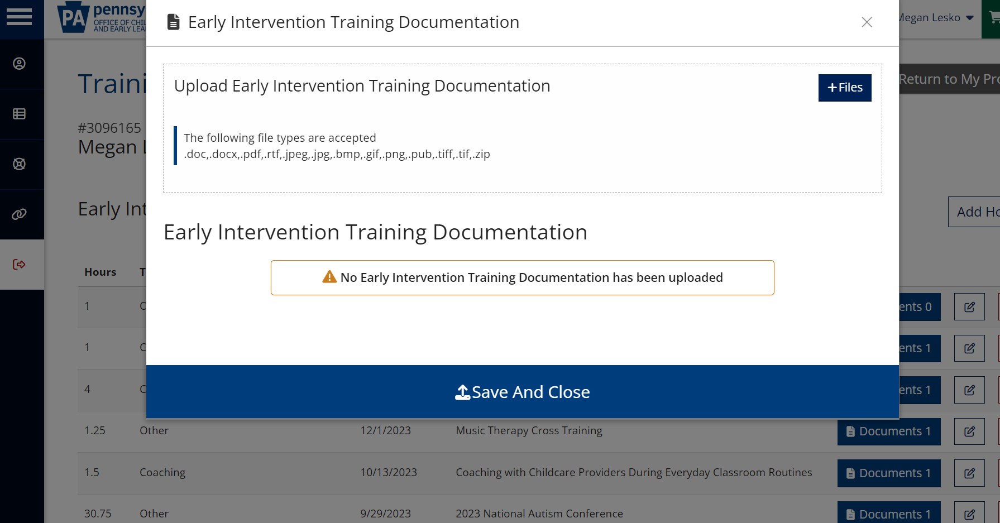 PA pennsy
OFFICE OF CHIL
AND EARLY LEA
Early Intervention Training Documentation
Megan Lesko
Traini
Upload Early Intervention Training Documentation
+Files
Return to My Pro
#3096165
Megan L
The following file types are accepted
.doc,.docx,.pdf,.rtf,.jpeg,.jpg,.bmp,.gif,.png,.pub,.tiff,.tif,.zip
Early Int
Add Ho
Early Intervention Training Documentation
Hours T
No Early Intervention Training Documentation has been uploaded
1 ents 0
1 ents 1
4 ents 1
Save And Close
1.25 Other 12/1/2023 Music Therapy Cross Training Documents 1
1.5 Coaching 10/13/2023 Coaching with Childcare Providers During Everyday Classroom Routines Documents 1
30.75 Other 9/29/2023 2023 National Autism Conference Documents 1